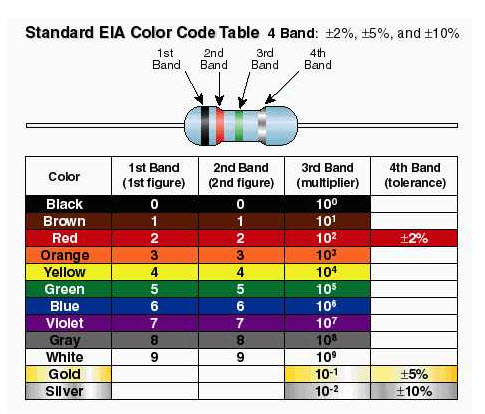 Standard EIA Color Code Table 4 Band: ±2%, ±5%, and ±10%
1st Band 2nd Band 3rd Band 4th Band
Color 1st Band (1st figure) 2nd Band (2nd figure) 3rd Band (multiplier) 4th Band (tolerance)
Black 0 0 10⁰
Brown 1 1 10¹
Red 2 2 10² ±2%
Orange 3 3 10³
Yellow 4 4 10⁴
Green 5 5 10⁵
Blue 6 6 10⁶
Violet 7 7 10⁷
Gray 8 8 10⁸
White 9 9 10⁹
Gold 10⁻¹ ±5%
Silver 10⁻² ±10%